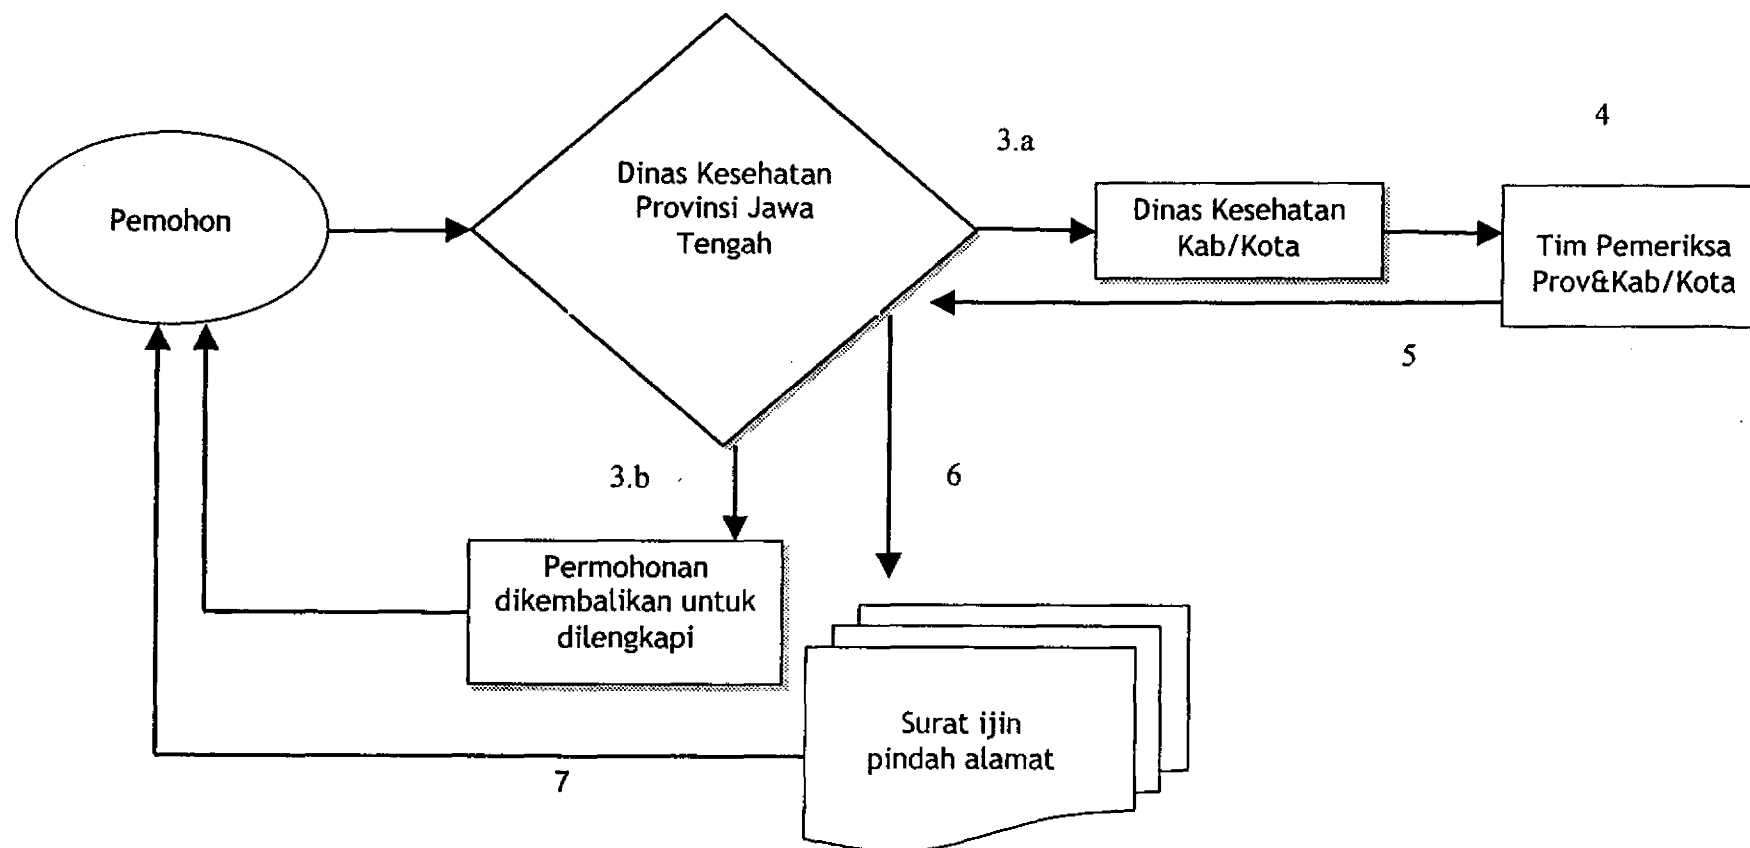 4
3.a
Dinas Kesehatan
Provinsi Jawa
Tengah
Pemohon
Dinas Kesehatan
Kab/Kota
Tim Pemeriksa
Prov&Kab/Kota
5
3.b
6
Permohonan
dikembalikan untuk
dilengkapi
Surat ijin
pindah alamat
7